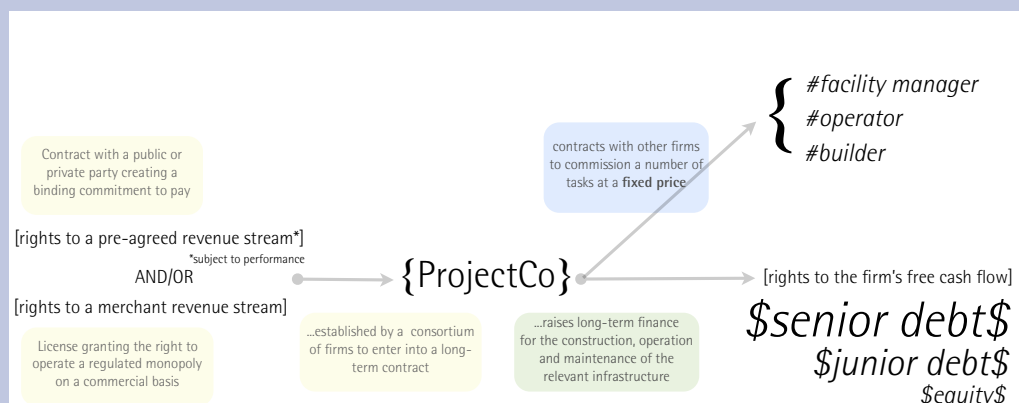 #facility manager
#operator
#builder
contracts with other firms
to commission a number of
tasks at a fixed price
Contract with a public or
private party creating a
binding commitment to pay
[rights to a pre-agreed revenue stream*]
*subject to performance
AND/OR
[rights to a merchant revenue stream]
License granting the right to
operate a regulated monopoly
on a commercial basis
{ProjectCo}
...established by a consortium
of firms to enter into a long-
term contract
...raises long-term finance
for the construction, operation
and maintenance of the
relevant infrastructure
[rights to the firm's free cash flow]
$senior debt$
$junior debt$
$equity$